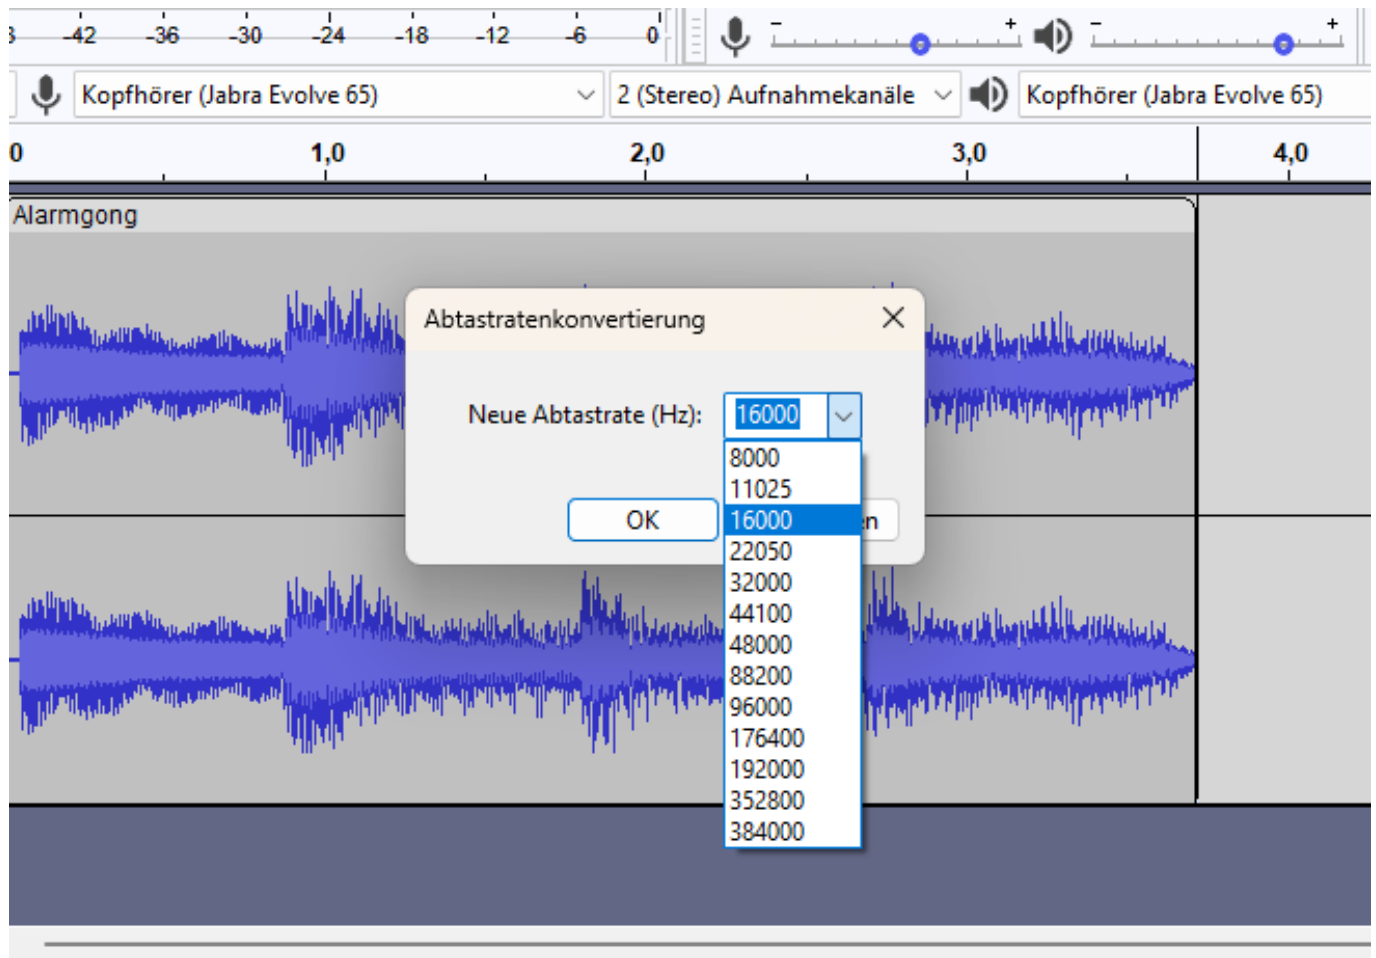 -42 -36 -30 -24 -18 -12 -6 0 - + - +
Kopfhörer (Jabra Evolve 65) 2 (Stereo) Aufnahmekanäle Kopfhörer (Jabra Evolve 65)
0 1,0 2,0 3,0 4,0
Alarmgong
Abtastratenkonvertierung
Neue Abtastrate (Hz): 16000
8000
11025
OK 16000 n
22050
32000
44100
48000
88200
96000
176400
192000
352800
384000